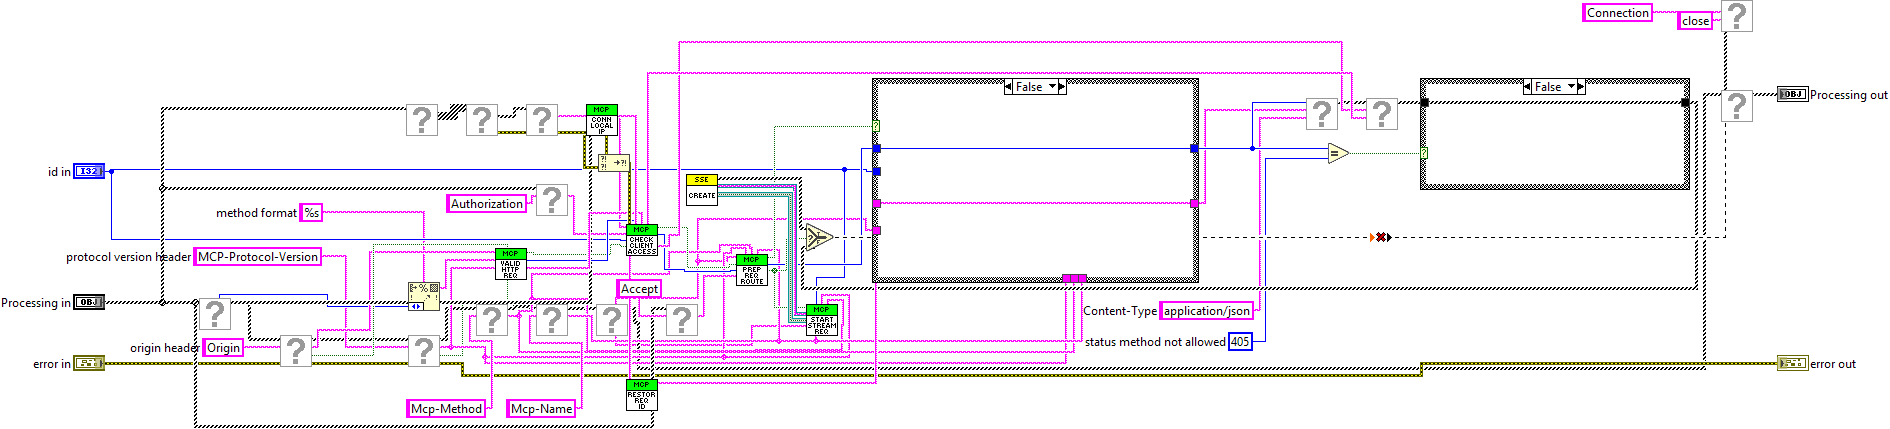 Connection
close
False
False
MCP
CONN
LOCAL
IP
OBJ
Processing out
id in
I32
SSE
CREATE
Authorization
method format
%s
MCP
CHECK
CLIENT
ACCESS
protocol version header
MCP-Protocol-Version
MCP
VALID
HTTP
REQ
MCP
PREP
REQ
ROUTE
Accept
Processing in
OBJ
MCP
START
STREAM
REQ
Content-Type
application/json
origin header
Origin
status method not allowed
405
error in
error out
MCP
RESTOR
REQ
ID
Mcp-Method
Mcp-Name